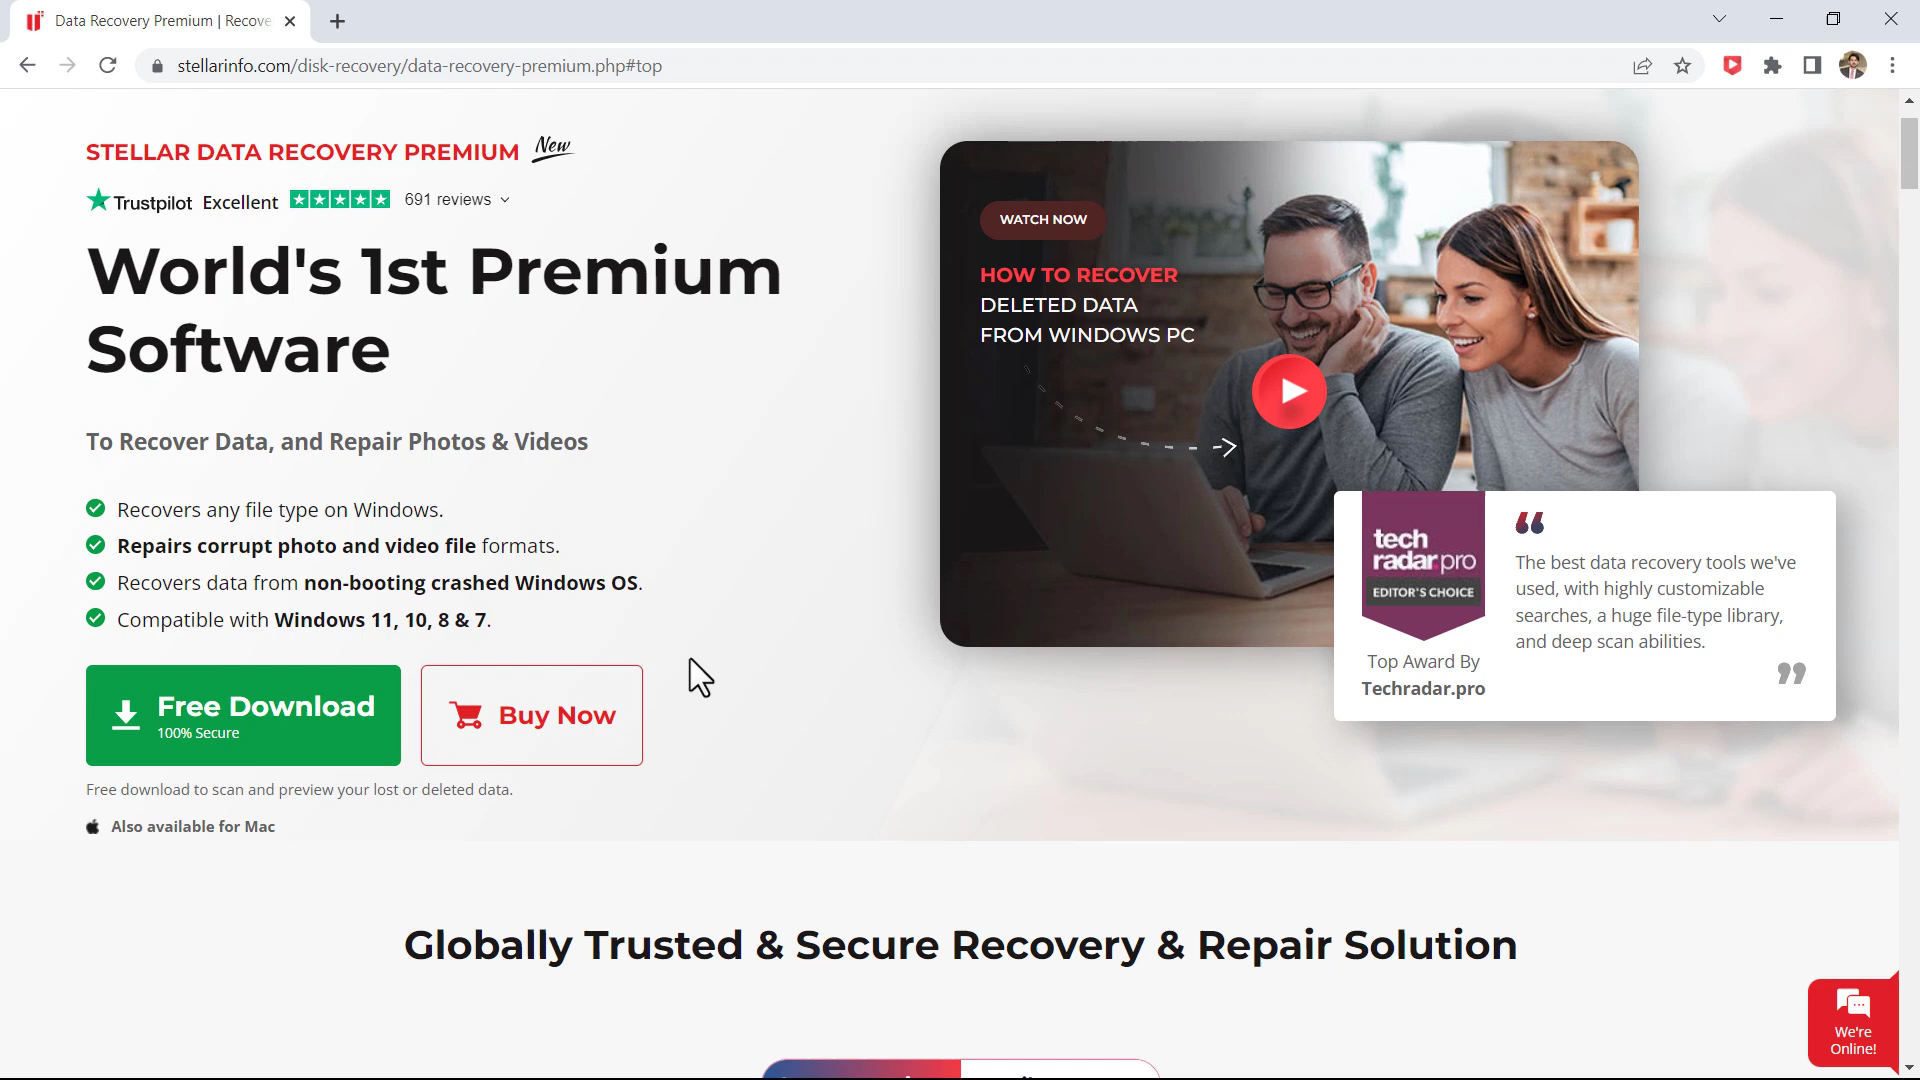 Data Recovery Premium | Recove
stellarinfo.com/disk-recovery/data-recovery-premium.php#top
STELLAR DATA RECOVERY PREMIUM New
Trustpilot Excellent 691 reviews
World's 1st Premium
Software
To Recover Data, and Repair Photos & Videos
Recovers any file type on Windows.
Repairs corrupt photo and video file formats.
Recovers data from non-booting crashed Windows OS.
Compatible with Windows 11, 10, 8 & 7.
Free Download
100% Secure
Buy Now
Free download to scan and preview your lost or deleted data.
Also available for Mac
WATCH NOW
HOW TO RECOVER
DELETED DATA
FROM WINDOWS PC
tech
radar.pro
EDITOR'S CHOICE
Top Award By
Techradar.pro
“
The best data recovery tools we've
used, with highly customizable
searches, a huge file-type library,
and deep scan abilities.
”
Globally Trusted & Secure Recovery & Repair Solution
We're
Online!